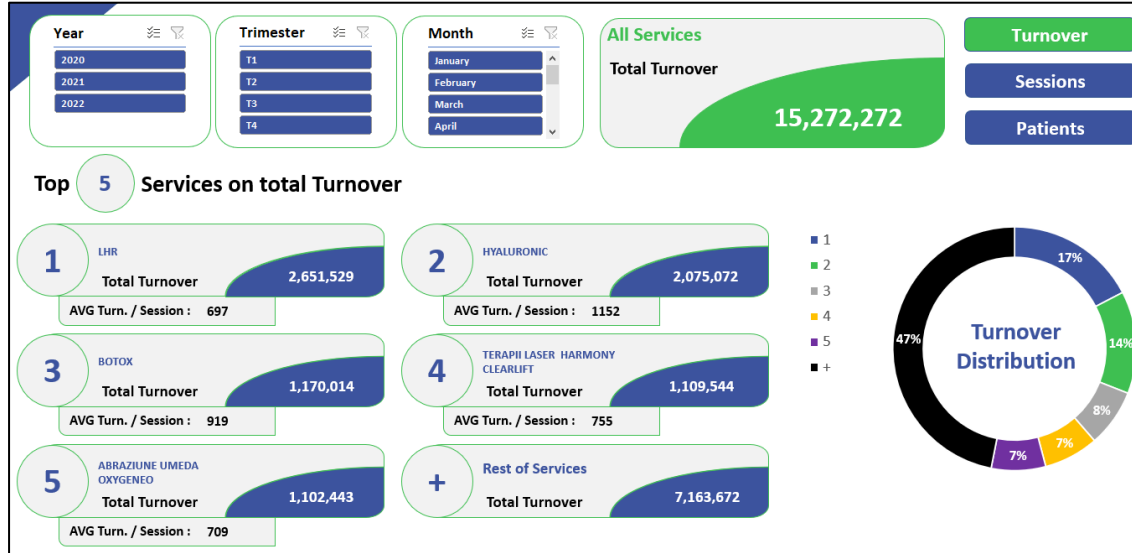 Year
2020
2021
2022
Trimester
T1
T2
T3
T4
Month
January
February
March
April
All Services
Total Turnover
15,272,272
Turnover
Sessions
Patients
Top 5 Services on total Turnover
1
LHR
Total Turnover
2,651,529
AVG Turn. / Session : 697
2
HYALURONIC
Total Turnover
2,075,072
AVG Turn. / Session : 1152
3
BOTOX
Total Turnover
1,170,014
AVG Turn. / Session : 919
4
TERAPII LASER HARMONY
CLEARLIFT
Total Turnover
1,109,544
AVG Turn. / Session : 755
5
ABRAZIUNE UMEDA
OXYGENEO
Total Turnover
1,102,443
AVG Turn. / Session : 709
+
Rest of Services
Total Turnover
7,163,672
1
2
3
4
5
+
17%
14%
8%
7%
7%
47%
Turnover
Distribution